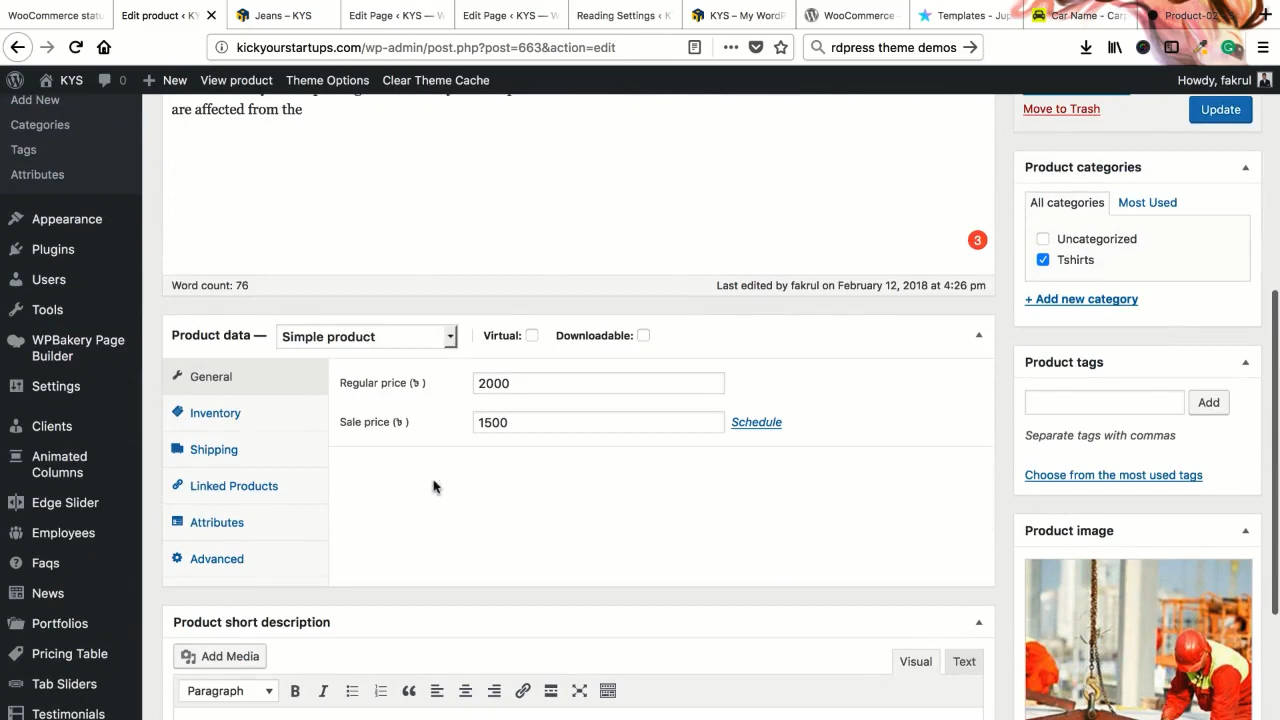 WooCommerce statu
Edit product ‹ KY
Jeans – KYS
Edit Page ‹ KYS — W
Edit Page ‹ KYS — W
Reading Settings ‹ K
KYS – My WordP
WooCommerce –
Templates - Jup
Car Name - Carp
Product-02
kickyourstartups.com/wp-admin/post.php?post=663&action=edit
rdpress theme demos
KYS
0
New
View product
Theme Options
Clear Theme Cache
Howdy, fakrul
Add New
Categories
Tags
Attributes
Appearance
Plugins
Users
Tools
WPBakery Page
Builder
Settings
Clients
Animated
Columns
Edge Slider
Employees
Faqs
News
Portfolios
Pricing Table
Tab Sliders
Testimonials
are affected from the
3
Word count: 76
Last edited by fakrul on February 12, 2018 at 4:26 pm
Product data —
Simple product
Virtual:
Downloadable:
General
Inventory
Shipping
Linked Products
Attributes
Advanced
Regular price (৳ )
2000
Sale price (৳ )
1500
Schedule
Product short description
Add Media
Visual
Text
Paragraph
B
I
Move to Trash
Update
Product categories
All categories
Most Used
Uncategorized
Tshirts
+ Add new category
Product tags
Add
Separate tags with commas
Choose from the most used tags
Product image